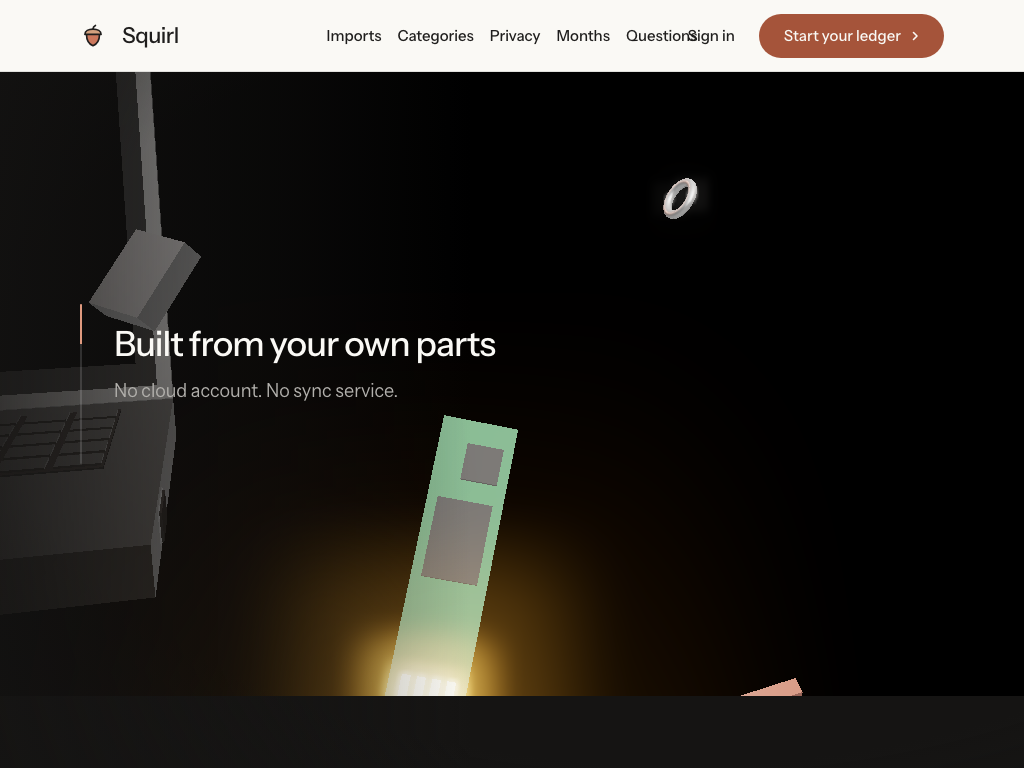 Squirl
Imports Categories Privacy Months Questions Sign in Start your ledger
Built from your own parts
No cloud account. No sync service.